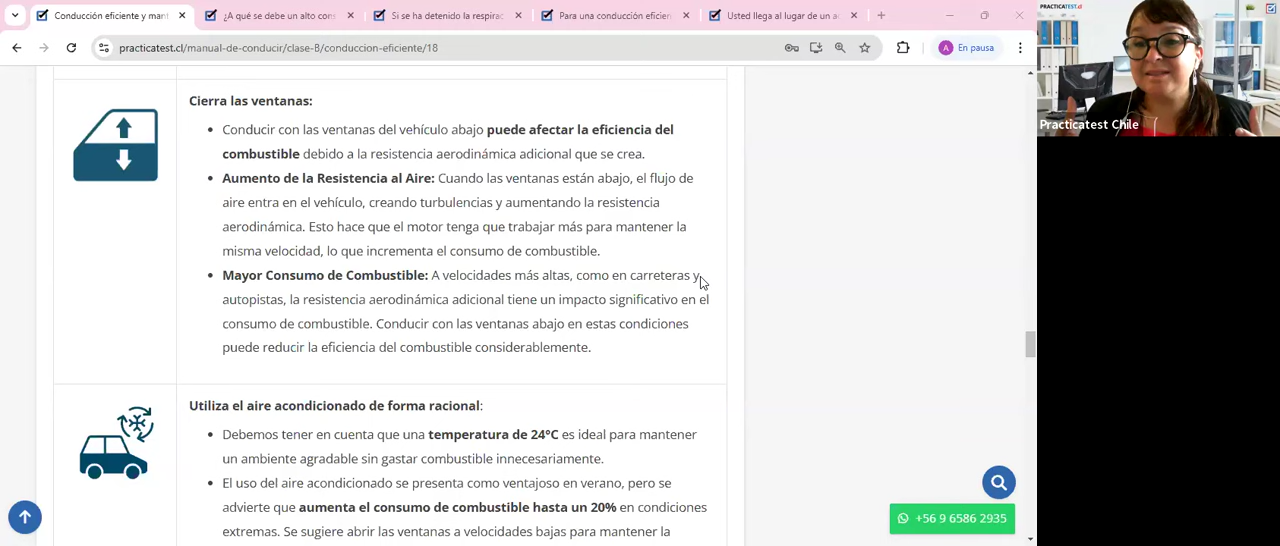 Conducción eficiente y mant
¿A qué se debe un alto cons
Si se ha detenido la respirac
Para una conducción eficien
Usted llega al lugar de un a
practicatest.cl/manual-de-conducir/clase-B/conduccion-eficiente/18
A
En pausa
PRACTICATEST.cl
Practicatest Chile
Cierra las ventanas:
Conducir con las ventanas del vehículo abajo puede afectar la eficiencia del
combustible debido a la resistencia aerodinámica adicional que se crea.
Aumento de la Resistencia al Aire: Cuando las ventanas están abajo, el flujo de
aire entra en el vehículo, creando turbulencias y aumentando la resistencia
aerodinámica. Esto hace que el motor tenga que trabajar más para mantener la
misma velocidad, lo que incrementa el consumo de combustible.
Mayor Consumo de Combustible: A velocidades más altas, como en carreteras y
autopistas, la resistencia aerodinámica adicional tiene un impacto significativo en el
consumo de combustible. Conducir con las ventanas abajo en estas condiciones
puede reducir la eficiencia del combustible considerablemente.
Utiliza el aire acondicionado de forma racional:
Debemos tener en cuenta que una temperatura de 24°C es ideal para mantener
un ambiente agradable sin gastar combustible innecesariamente.
El uso del aire acondicionado se presenta como ventajoso en verano, pero se
advierte que aumenta el consumo de combustible hasta un 20% en condiciones
extremas. Se sugiere abrir las ventanas a velocidades bajas para mantener la
+56 9 6586 2935